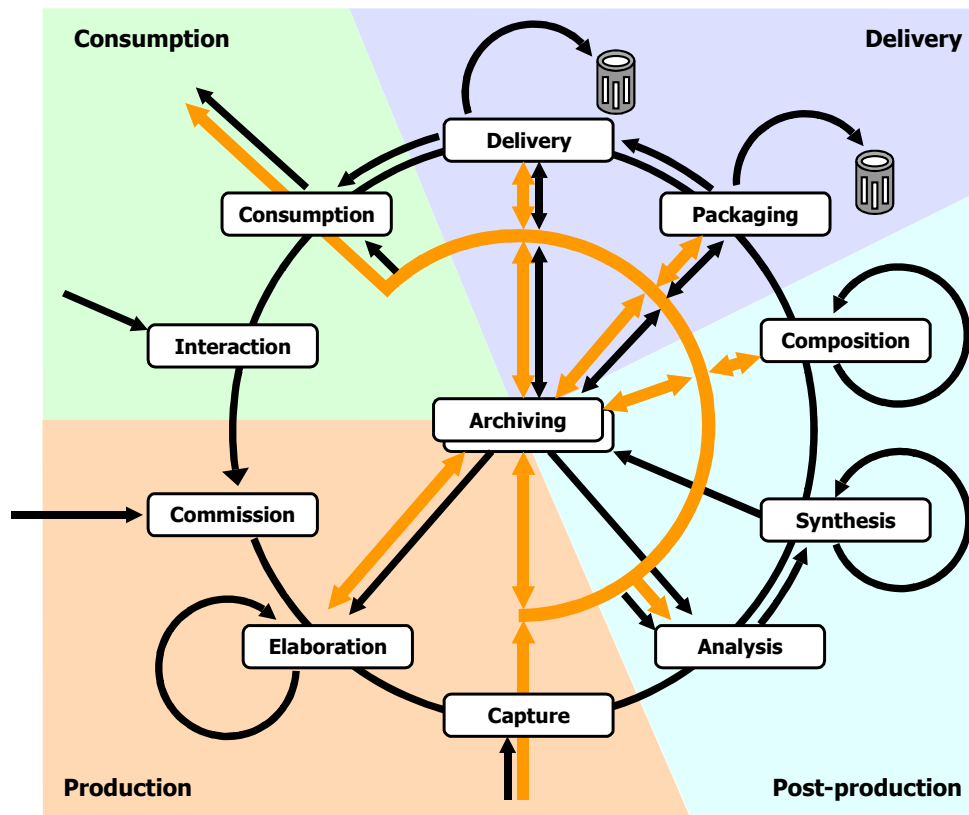 Consumption
Delivery
Delivery
Consumption
Packaging
Interaction
Composition
Archiving
Commission
Synthesis
Elaboration
Analysis
Capture
Production
Post-production